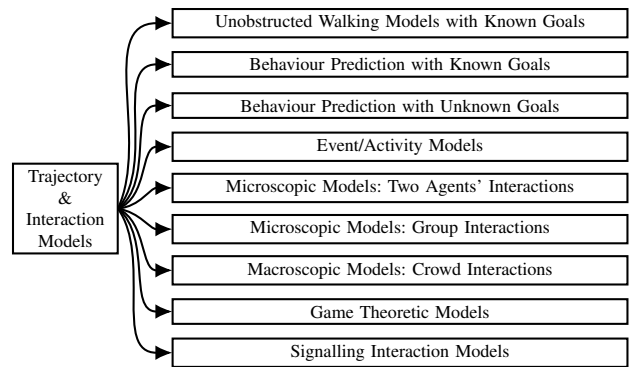 Unobstructed Walking Models with Known Goals
Behaviour Prediction with Known Goals
Behaviour Prediction with Unknown Goals
Event/Activity Models
Trajectory
&
Interaction
Models
Microscopic Models: Two Agents' Interactions
Microscopic Models: Group Interactions
Macroscopic Models: Crowd Interactions
Game Theoretic Models
Signalling Interaction Models